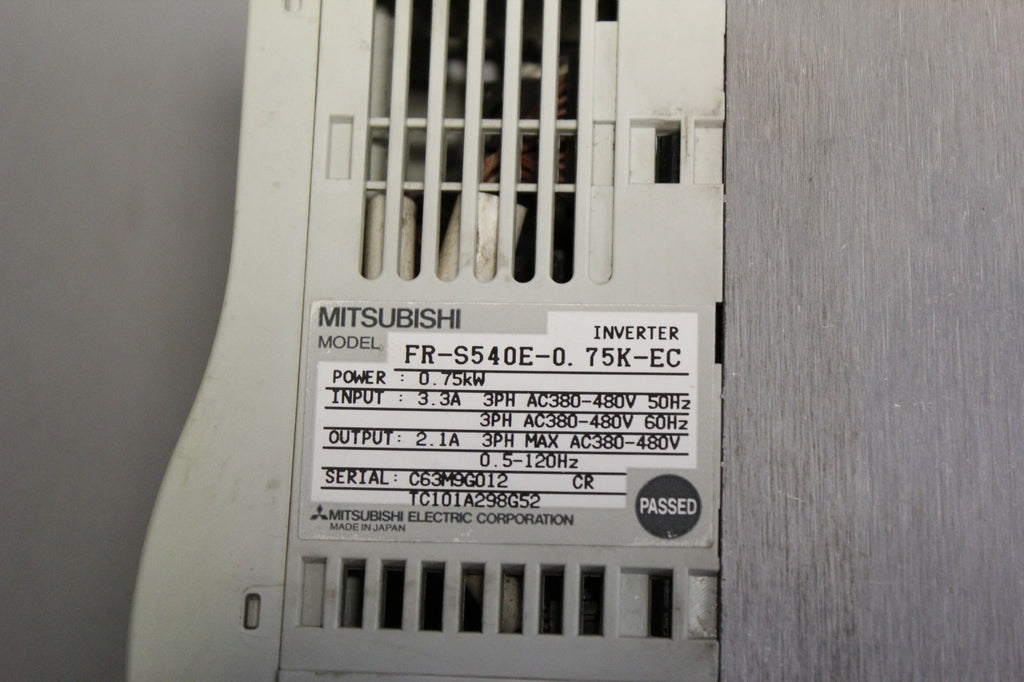 MITSUBISHI
INVERTER
MODEL FR-S540E-0.75K-EC
POWER : 0.75kW
INPUT : 3.3A 3PH AC380-480V 50Hz
3PH AC380-480V 60Hz
OUTPUT: 2.1A 3PH MAX AC380-480V
0.5-120Hz
SERIAL: C63M9G012 CR
TC101A298G52
PASSED
MITSUBISHI ELECTRIC CORPORATION
MADE IN JAPAN